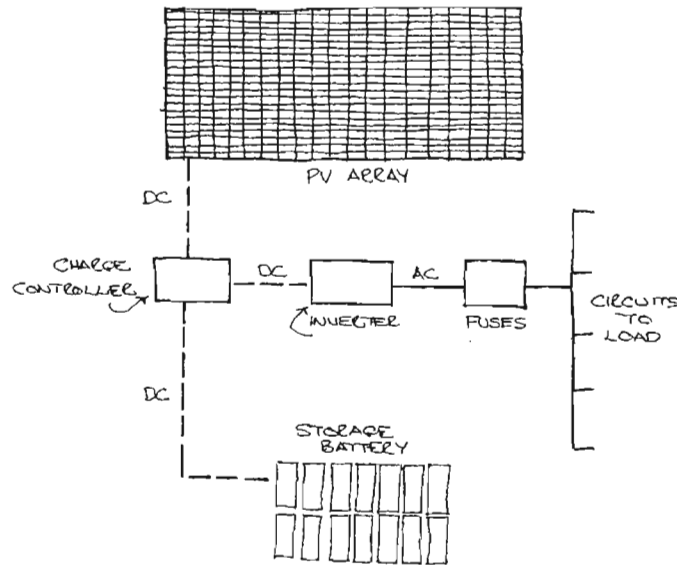 PV ARRAY
DC
CHARGE
CONTROLLER
DC
INVERTER
AC
FUSES
CIRCUITS
TO
LOAD
DC
STORAGE
BATTERY